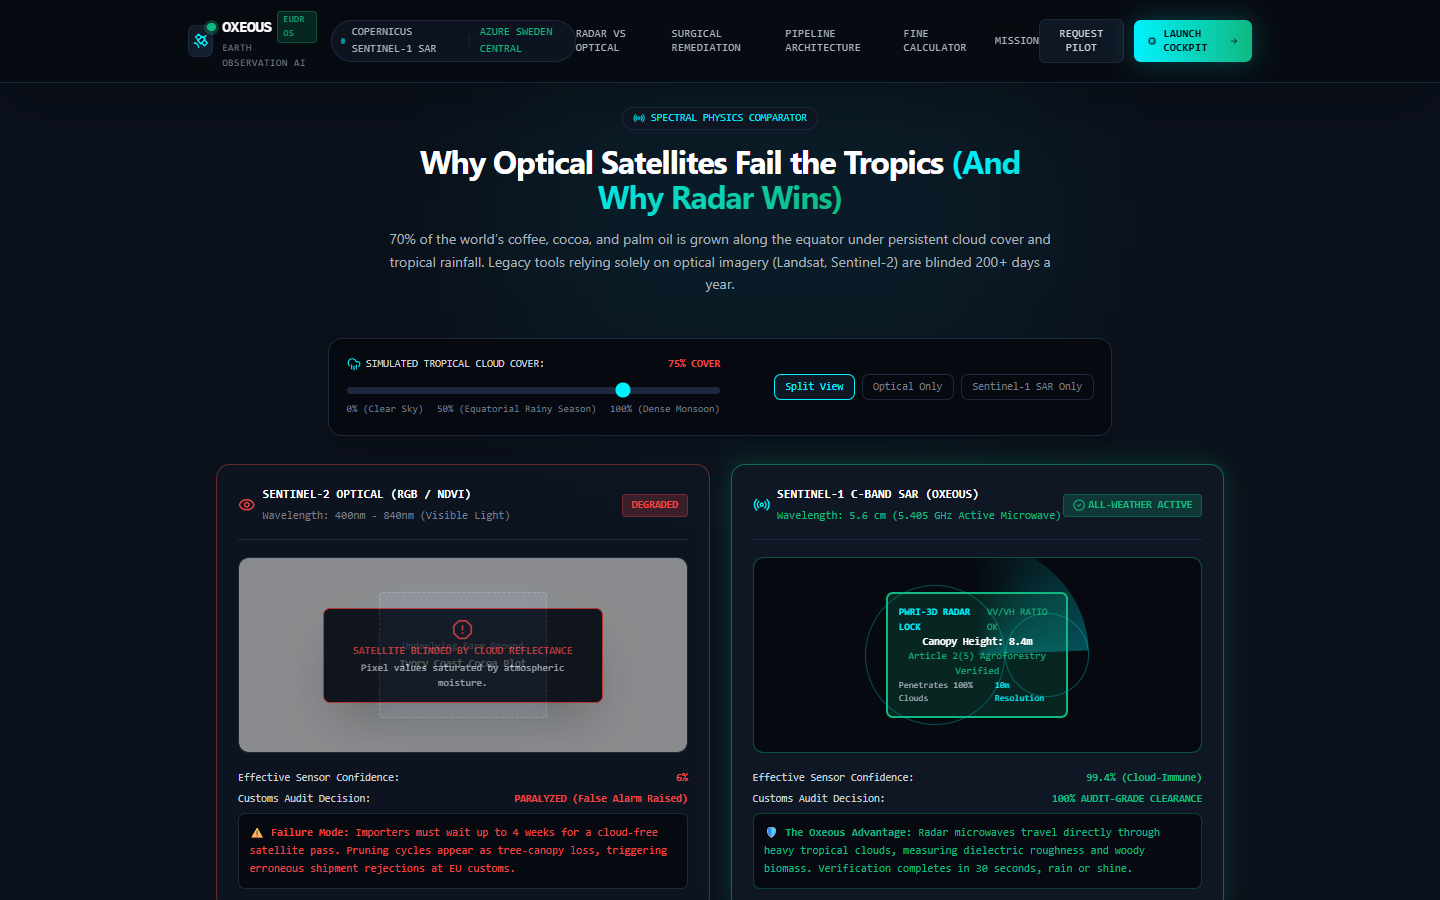 OXEOUS
EUDR
OS
EARTH
OBSERVATION AI
COPERNICUS
SENTINEL-1 SAR
AZURE SWEDEN
CENTRAL
RADAR VS
OPTICAL
SURGICAL
REMEDIATION
PIPELINE
ARCHITECTURE
FINE
CALCULATOR
MISSION
REQUEST
PILOT
LAUNCH
COCKPIT →
SPECTRAL PHYSICS COMPARATOR
Why Optical Satellites Fail the Tropics (And
Why Radar Wins)
70% of the world's coffee, cocoa, and palm oil is grown along the equator under persistent cloud cover and
tropical rainfall. Legacy tools relying solely on optical imagery (Landsat, Sentinel-2) are blinded 200+ days a
year.
SIMULATED TROPICAL CLOUD COVER: 75% COVER
0% (Clear Sky) 50% (Equatorial Rainy Season) 100% (Dense Monsoon)
Split View Optical Only Sentinel-1 SAR Only
SENTINEL-2 OPTICAL (RGB / NDVI)
Wavelength: 400nm - 840nm (Visible Light)
DEGRADED
Underlying Farm Ground
SATELLITE BLINDED BY CLOUD REFLECTANCE
Ivory Coast Cocoa Plot
Pixel values saturated by atmospheric
moisture.
Effective Sensor Confidence: 6%
Customs Audit Decision: PARALYZED (False Alarm Raised)
⚠️ Failure Mode: Importers must wait up to 4 weeks for a cloud-free
satellite pass. Pruning cycles appear as tree-canopy loss, triggering
erroneous shipment rejections at EU customs.
SENTINEL-1 C-BAND SAR (OXEOUS)
Wavelength: 5.6 cm (5.405 GHz Active Microwave)
ALL-WEATHER ACTIVE
PWRI-3D RADAR
LOCK
VV/VH RATIO
OK
Canopy Height: 8.4m
Article 2(5) Agroforestry
Verified
Penetrates 100%
Clouds
10m
Resolution
Effective Sensor Confidence: 99.4% (Cloud-Immune)
Customs Audit Decision: 100% AUDIT-GRADE CLEARANCE
🛡️ The Oxeous Advantage: Radar microwaves travel directly through
heavy tropical clouds, measuring dielectric roughness and woody
biomass. Verification completes in 30 seconds, rain or shine.